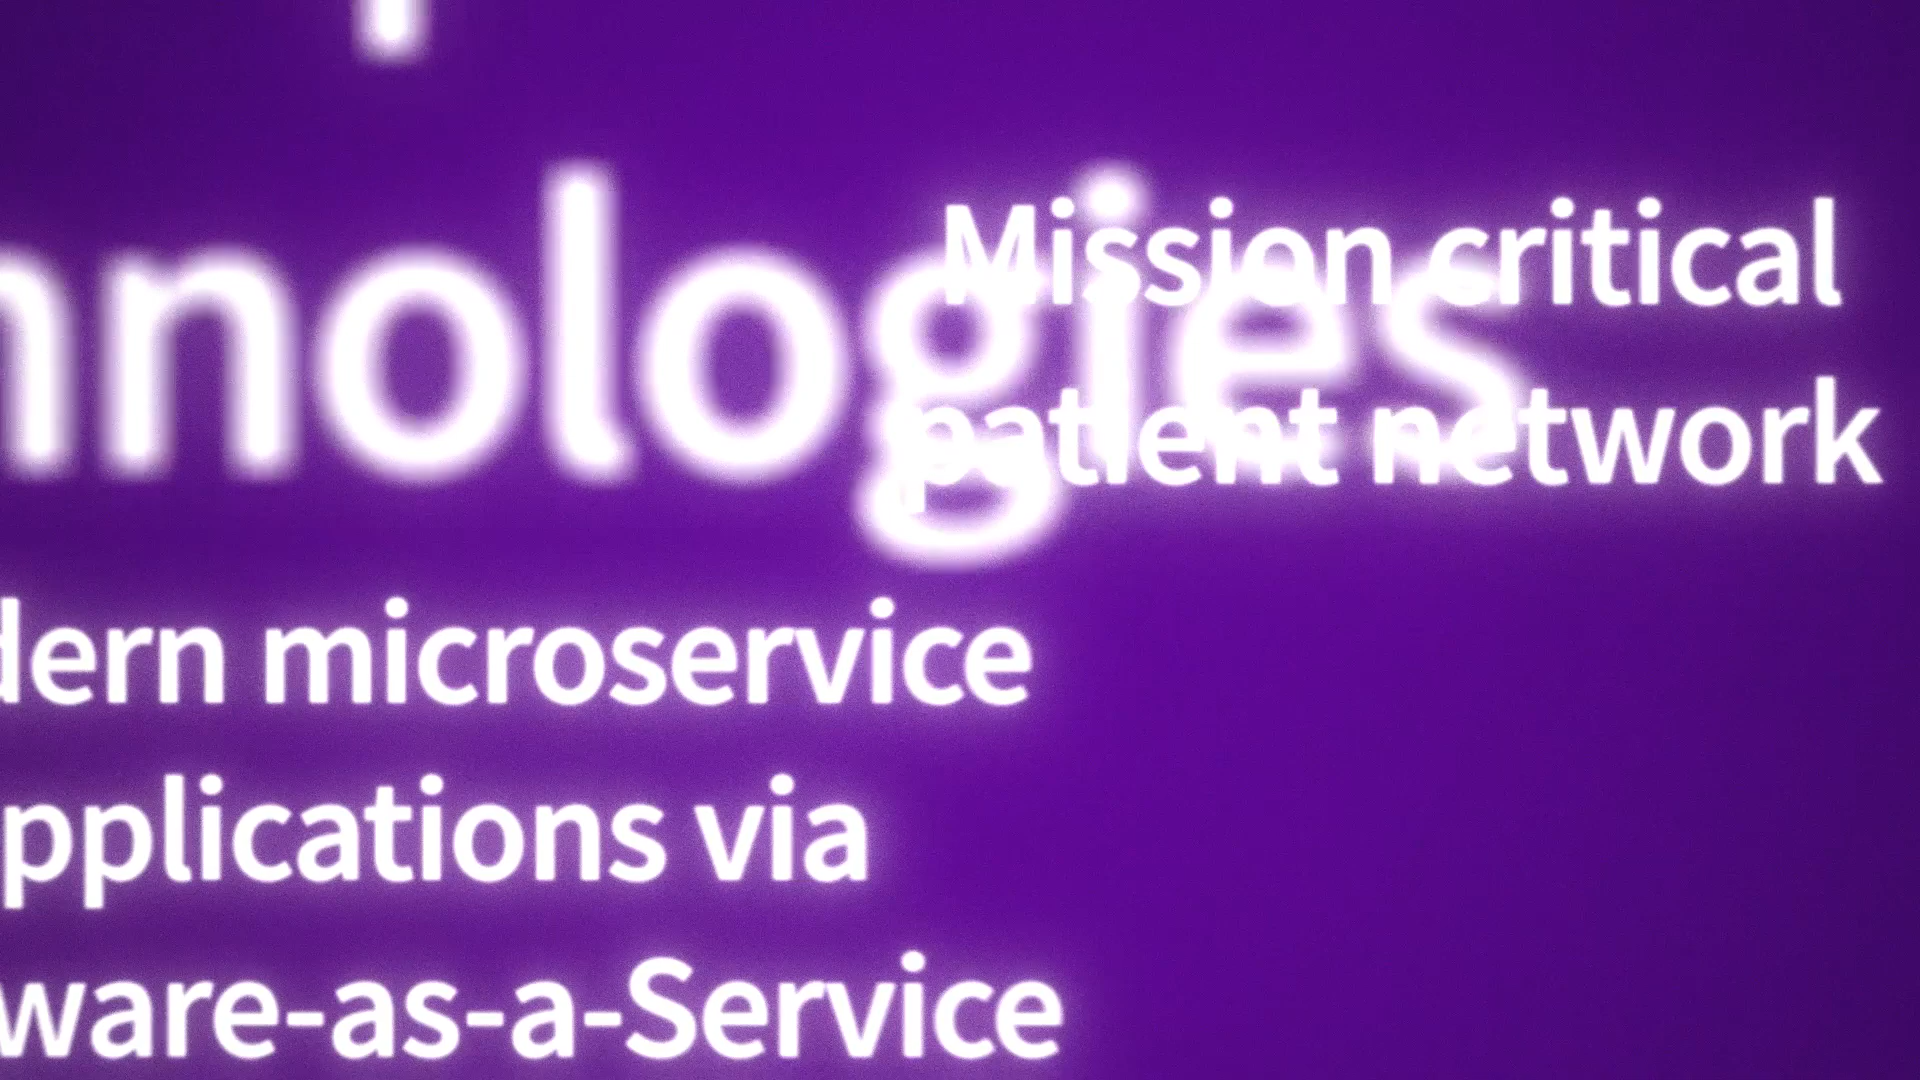 nnologies
Mission critical
patient network
dern microservice
pplications via
ware-as-a-Service